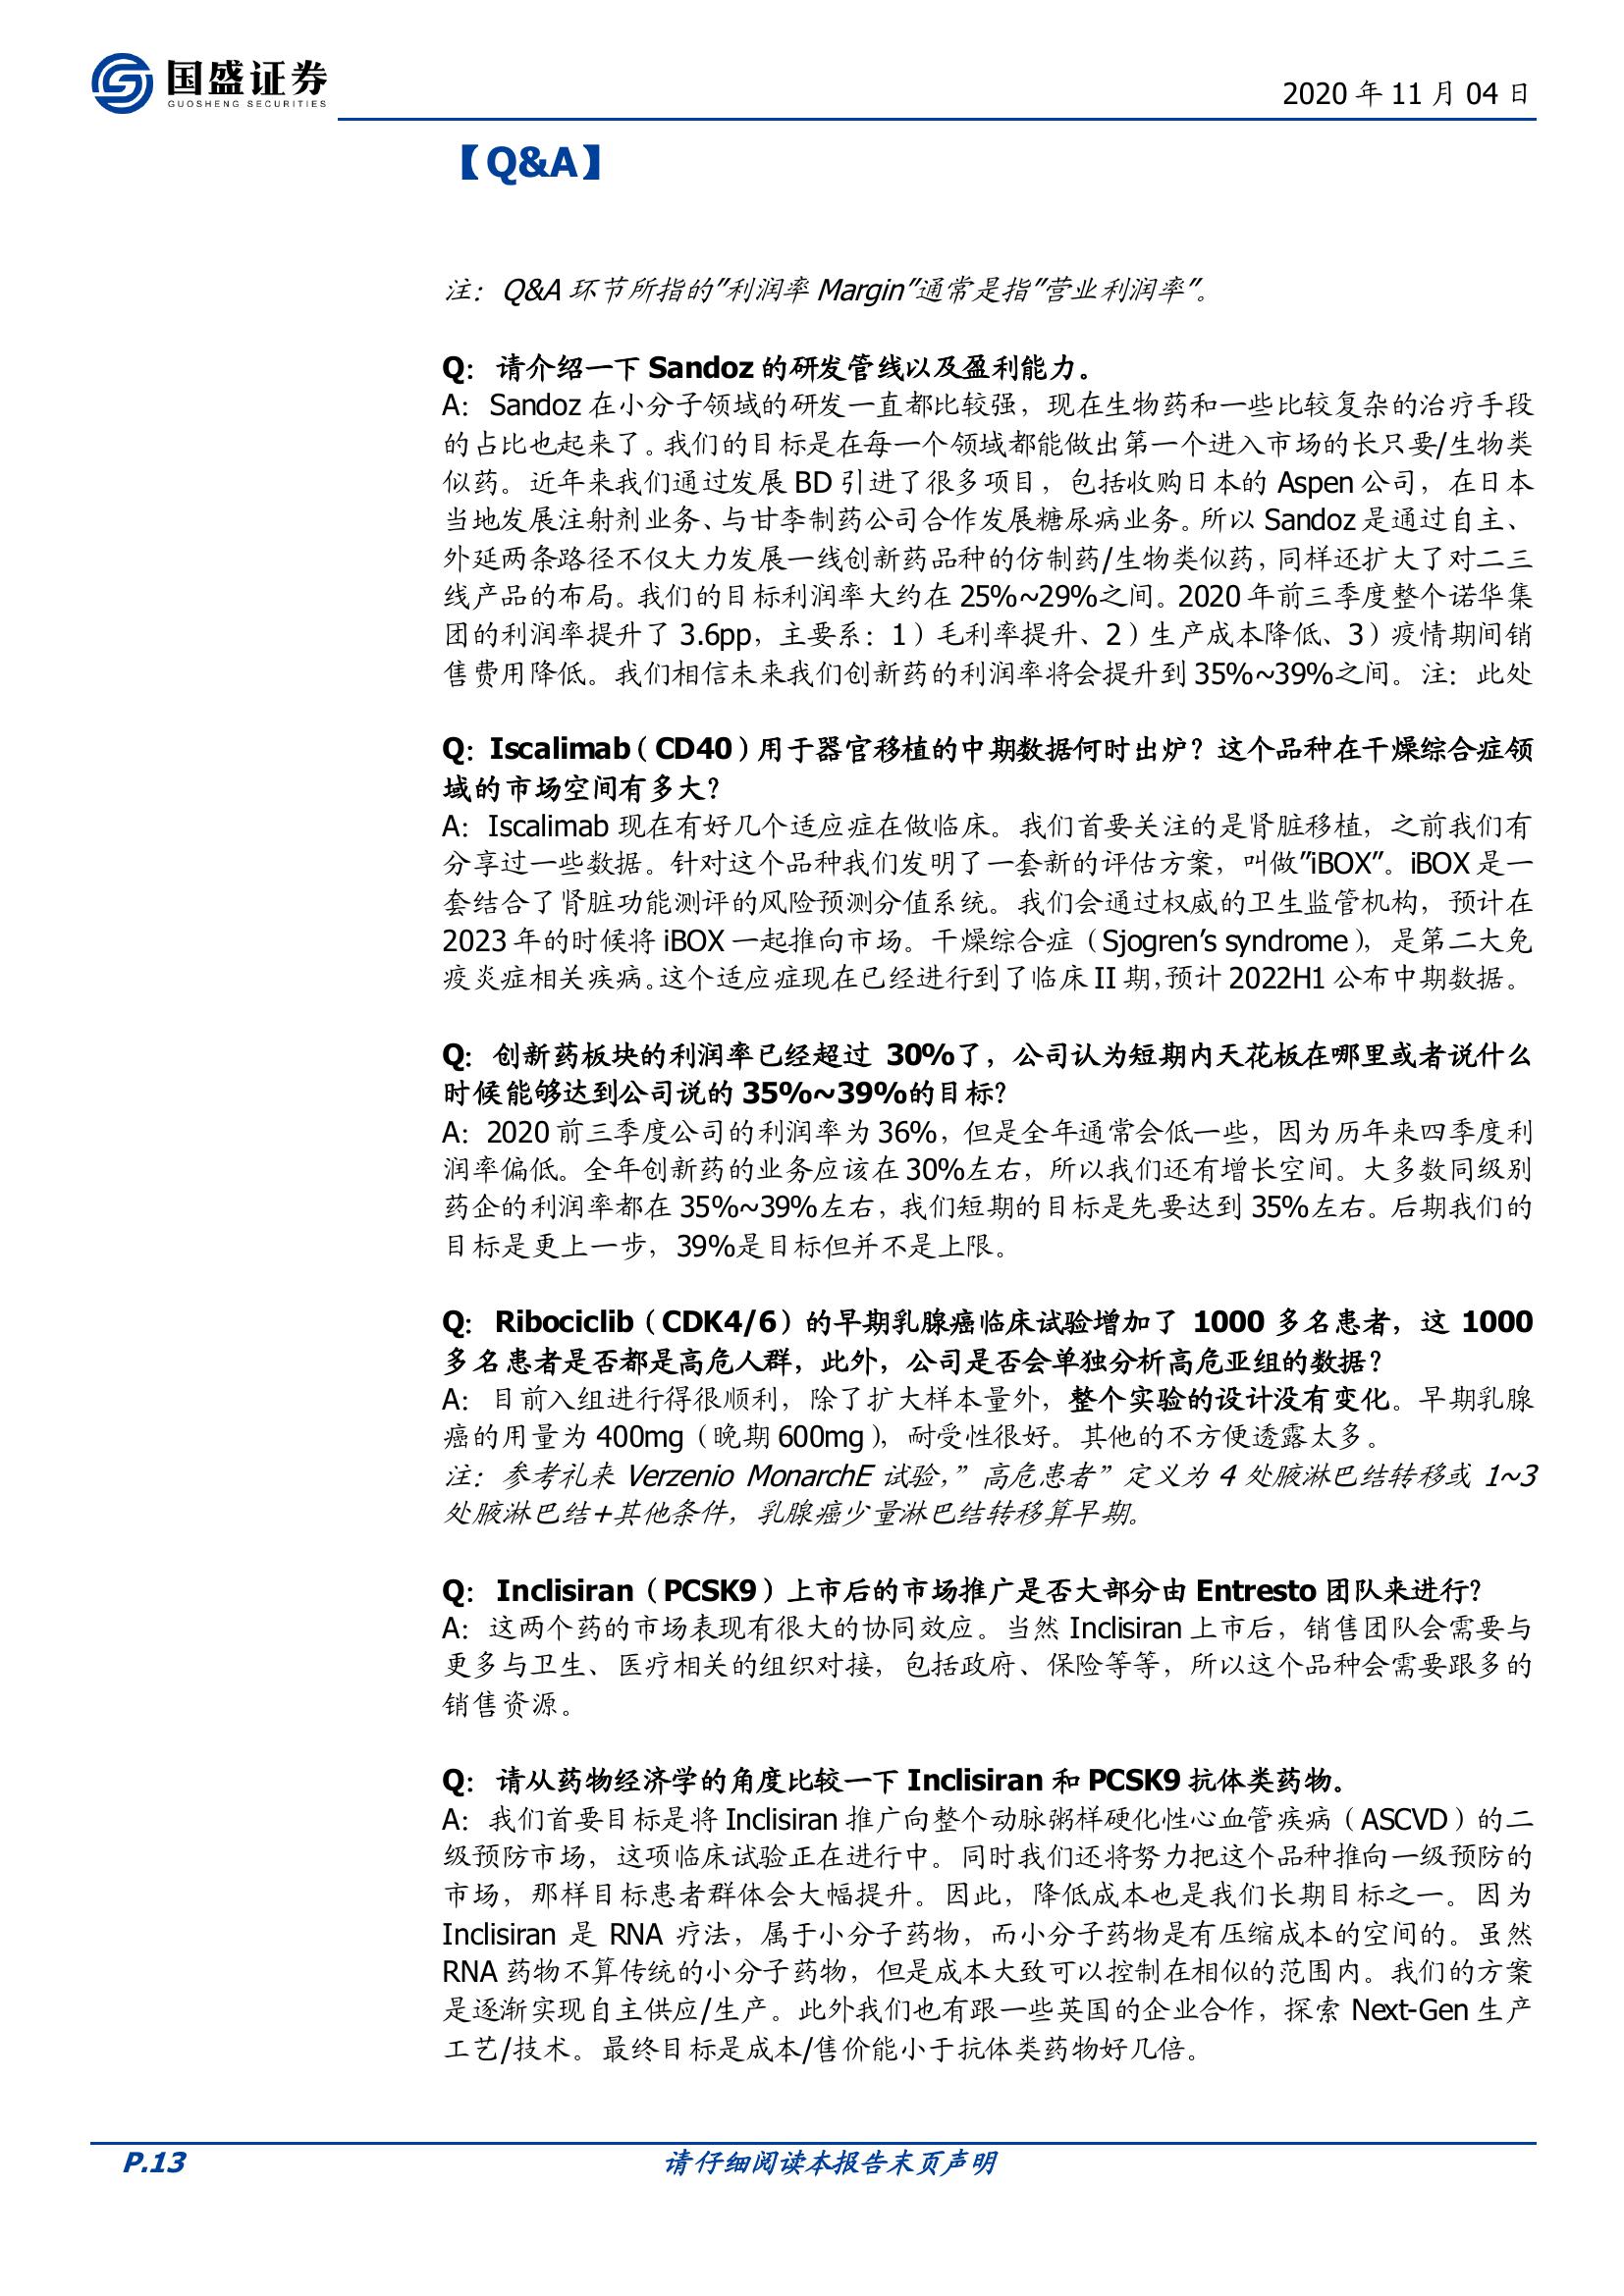 国盛证券
GUOSHENG SECURITIES
2020 年 11 月 04 日
【Q&A】
注：Q&A 环节所指的"利润率 Margin"通常是指"营业利润率"。
Q：请介绍一下 Sandoz 的研发管线以及盈利能力。
A：Sandoz 在小分子领域的研发一直都比较强，现在生物药和一些比较复杂的治疗手段
的占比也起来了。我们的目标是在每一个领域都能做出第一个进入市场的长只要/生物类
似药。近年来我们通过发展 BD 引进了很多项目，包括收购日本的 Aspen 公司，在日本
当地发展注射剂业务、与甘李制药公司合作发展糖尿病业务。所以 Sandoz 是通过自主、
外延两条路径不仅大力发展一线创新药品种的仿制药/生物类似药，同样还扩大了对二三
线产品的布局。我们的目标利润率大约在 25%~29%之间。2020 年前三季度整个诺华集
团的利润率提升了 3.6pp，主要系：1）毛利率提升、2）生产成本降低、3）疫情期间销
售费用降低。我们相信未来我们创新药的利润率将会提升到 35%~39%之间。注：此处
Q：Iscalimab（CD40）用于器官移植的中期数据何时出炉？这个品种在干燥综合症领
域的市场空间有多大？
A：Iscalimab 现在有好几个适应症在做临床。我们首要关注的是肾脏移植，之前我们有
分享过一些数据。针对这个品种我们发明了一套新的评估方案，叫做"iBOX"。iBOX 是一
套结合了肾脏功能测评的风险预测分值系统。我们会通过权威的卫生监管机构，预计在
2023 年的时候将 iBOX 一起推向市场。干燥综合症（Sjogren’s syndrome），是第二大免
疫炎症相关疾病。这个适应症现在已经进行到了临床 II 期，预计 2022H1 公布中期数据。
Q：创新药板块的利润率已经超过 30%了，公司认为短期内天花板在哪里或者说什么
时候能够达到公司说的 35%~39%的目标？
A：2020 前三季度公司的利润率为 36%，但是全年通常会低一些，因为历年来四季度利
润率偏低。全年创新药的业务应该在 30%左右，所以我们还有增长空间。大多数同级别
药企的利润率都在 35%~39%左右，我们短期的目标是先要达到 35%左右。后期我们的
目标是更上一步，39%是目标但并不是上限。
Q：Ribociclib（CDK4/6）的早期乳腺癌临床试验增加了 1000 多名患者，这 1000
多名患者是否都是高危人群，此外，公司是否会单独分析高危亚组的数据？
A：目前入组进行得很顺利，除了扩大样本量外，整个实验的设计没有变化。早期乳腺
癌的用量为 400mg（晚期 600mg），耐受性很好。其他的不方便透露太多。
注：参考礼来 Verzenio MonarchE 试验，"高危患者"定义为 4 处腋淋巴结转移或 1~3
处腋淋巴结+其他条件，乳腺癌少量淋巴结转移算早期。
Q：Inclisiran（PCSK9）上市后的市场推广是否大部分由 Entresto 团队来进行？
A：这两个药的市场表现有很大的协同效应。当然 Inclisiran 上市后，销售团队会需要与
更多与卫生、医疗相关的组织对接，包括政府、保险等等，所以这个品种会需要跟多的
销售资源。
Q：请从药物经济学的角度比较一下 Inclisiran 和 PCSK9 抗体类药物。
A：我们首要目标是将 Inclisiran 推广向整个动脉粥样硬化性心血管疾病（ASCVD）的二
级预防市场，这项临床试验正在进行中。同时我们还将努力把这个品种推向一级预防的
市场，那样目标患者群体会大幅提升。因此，降低成本也是我们长期目标之一。因为
Inclisiran 是 RNA 疗法，属于小分子药物，而小分子药物是有压缩成本的空间的。虽然
RNA 药物不算传统的小分子药物，但是成本大致可以控制在相似的范围内。我们的方案
是逐渐实现自主供应/生产。此外我们也有跟一些英国的企业合作，探索 Next-Gen 生产
工艺/技术。最终目标是成本/售价能小于抗体类药物好几倍。
P.13
请仔细阅读本报告末页声明